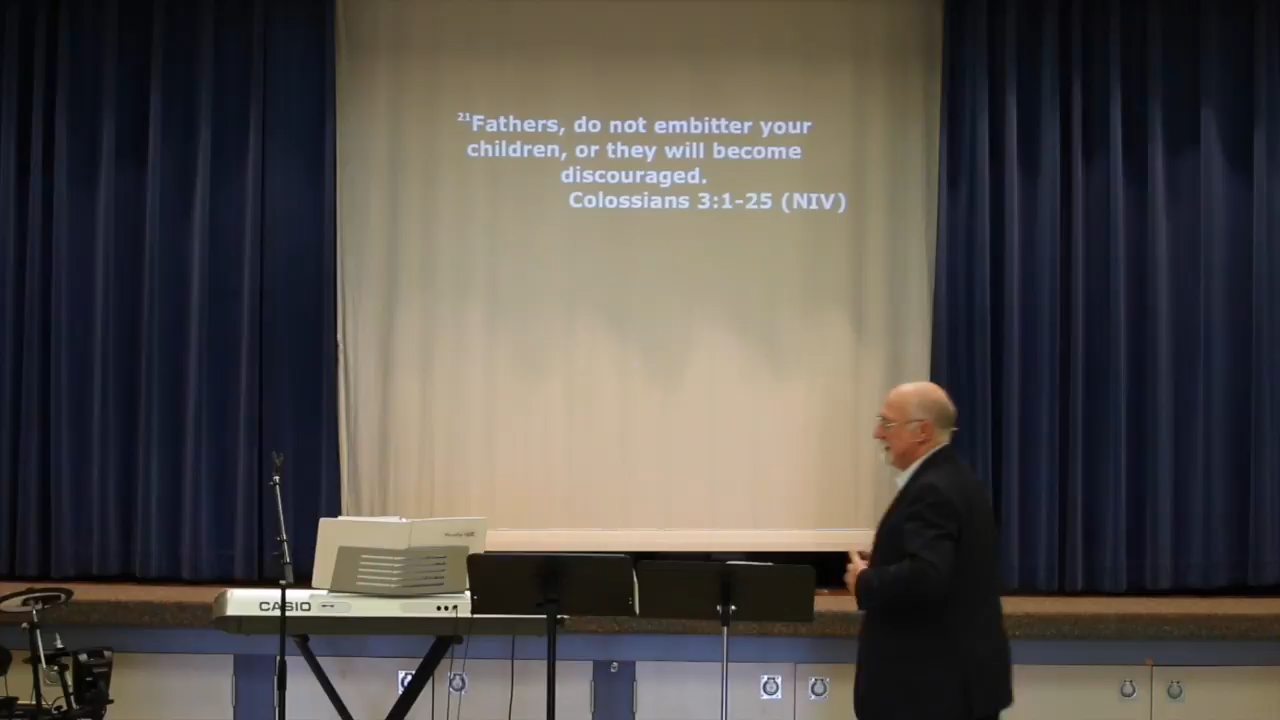 ²¹Fathers, do not embitter your
children, or they will become
discouraged.
Colossians 3:1-25 (NIV)
CASIO